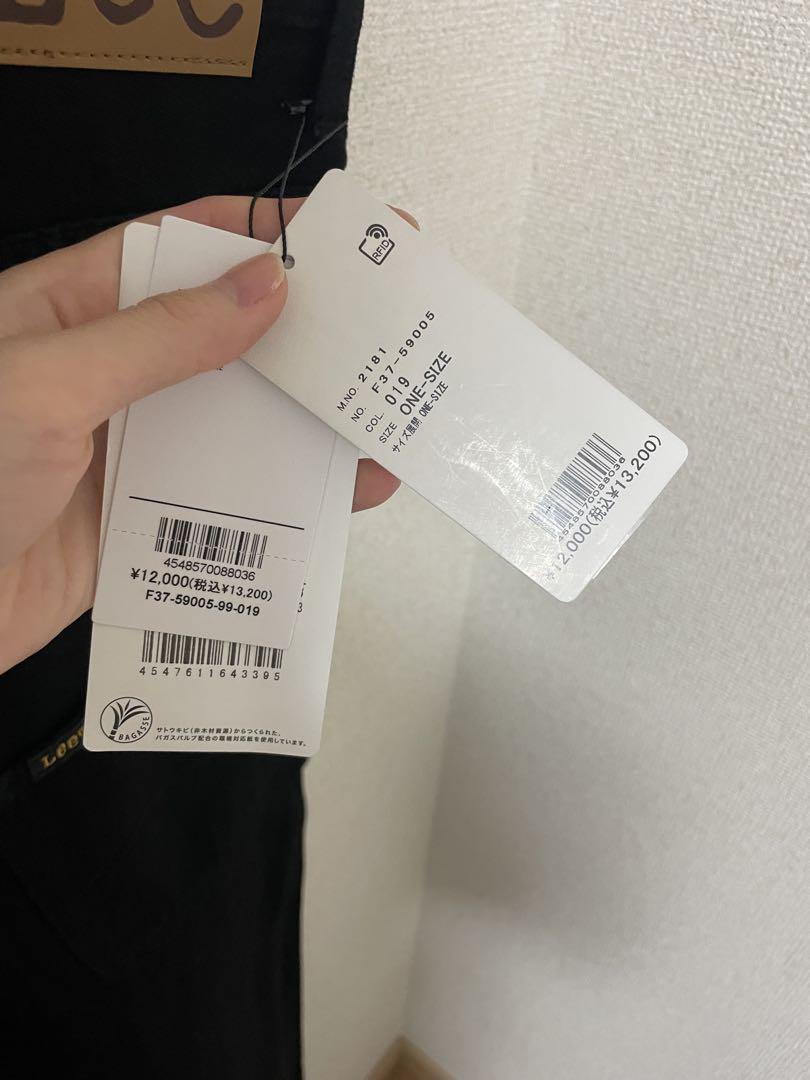 RFID
M.NO. 2181
NO. F37-59005
COL. 019
SIZE ONE-SIZE
サイズ展開 ONE-SIZE
4548570088036
¥12,000(税込¥13,200)
4548570088036
¥12,000(税込¥13,200)
F37-59005-99-019
3
4547611643395
BAGASSE
サトウキビ(非木材資源)からつくられた、
バガスパルプ配合の環境対応紙を使用しています。